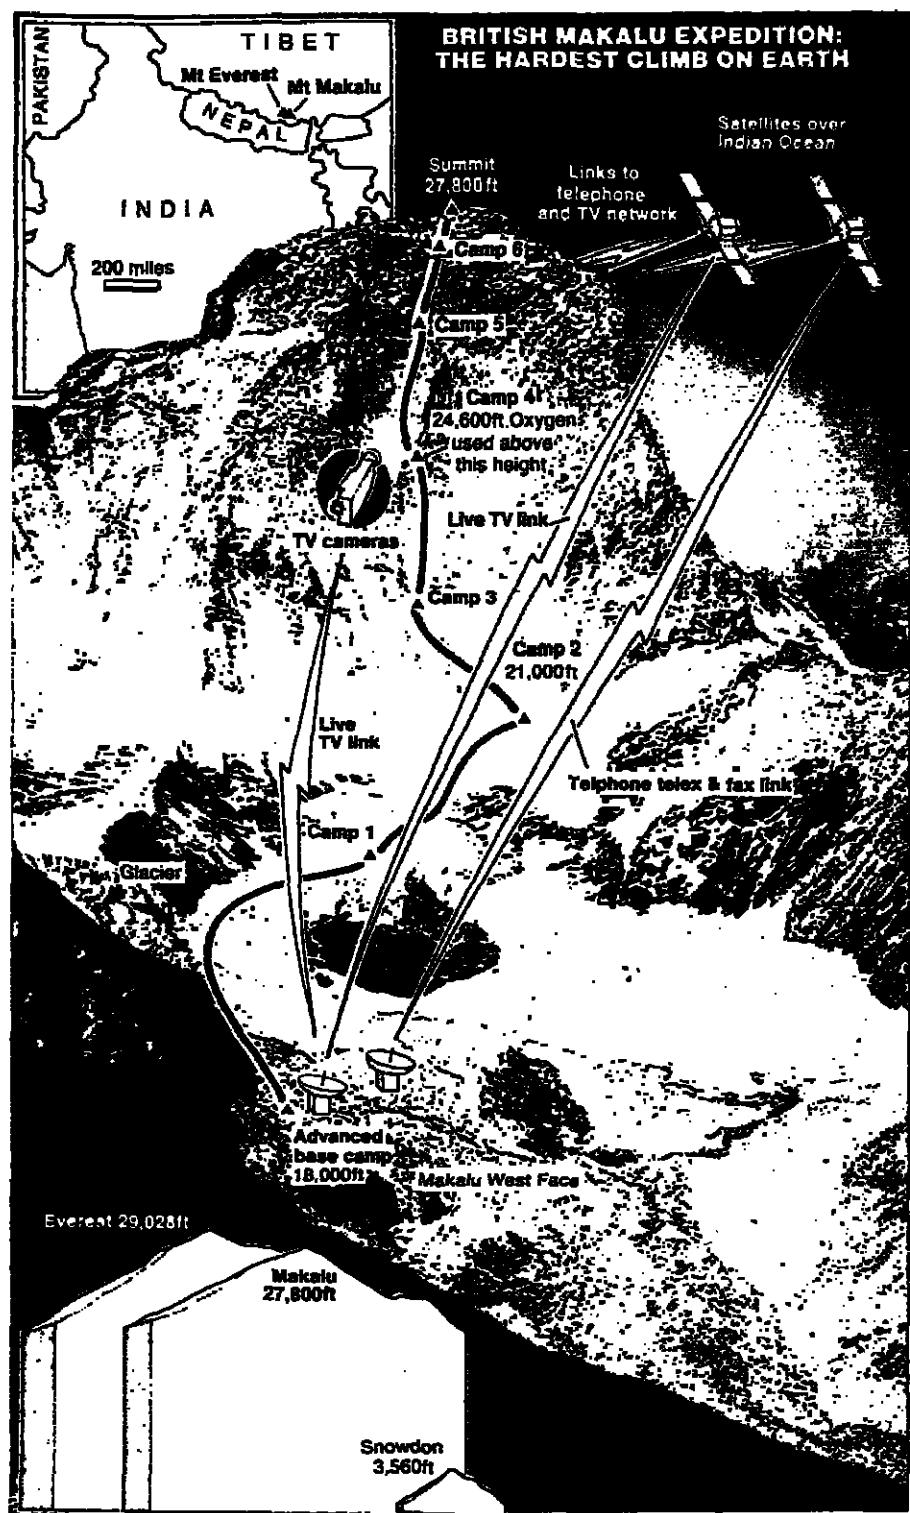 BRITISH MAKALU EXPEDITION:
THE HARDEST CLIMB ON EARTH
PAKISTAN
TIBET
Mt Everest
Mt Makalu
NEPAL
INDIA
200 miles
Satellites over
Indian Ocean
Links to
telephone
and TV network
Summit
27,800ft
Camp 6
Camp 5
Camp 4
24,600ft.Oxygen
used above
this height
TV cameras
Live TV link
Camp 3
Camp 2
21,000ft
Live
TV link
Telphone telex & fax link
Camp 1
Glacier
Advanced
base camp
18,000ft
Makalu West Face
Everest 29,028ft
Makalu
27,800ft
Snowdon
3,560ft